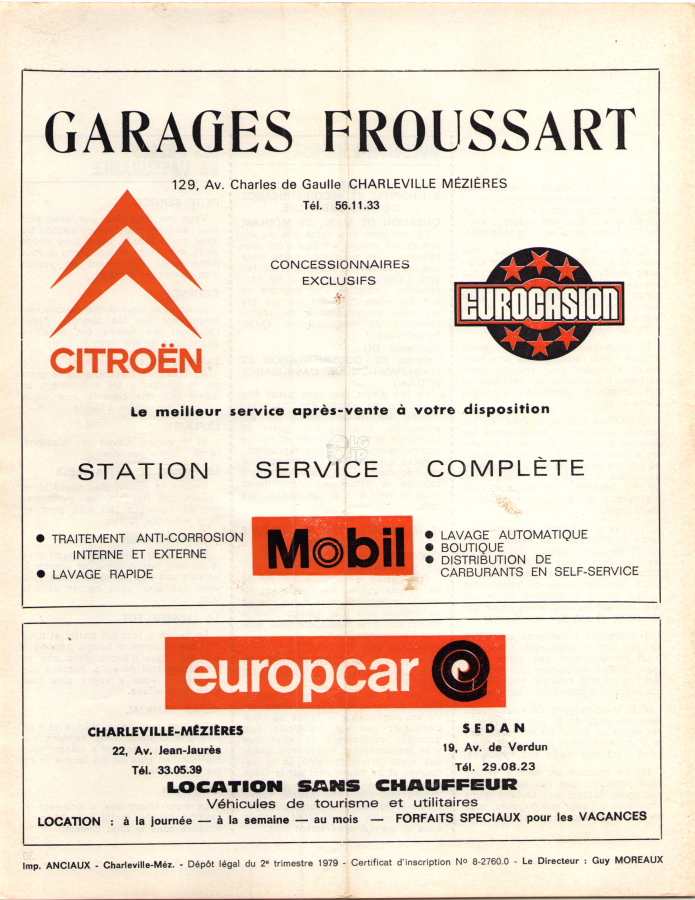 GARAGES FROUSSART
129, Av. Charles de Gaulle CHARLEVILLE MÉZIÈRES
Tél. 56.11.33
CONCESSIONNAIRES
EXCLUSIFS
CITROËN
EUROCASION
Le meilleur service après-vente à votre disposition
STATION SERVICE COMPLÈTE
● TRAITEMENT ANTI-CORROSION
INTERNE ET EXTERNE
● LAVAGE RAPIDE
Mobil
● LAVAGE AUTOMATIQUE
● BOUTIQUE
● DISTRIBUTION DE
CARBURANTS EN SELF-SERVICE
europcar
CHARLEVILLE-MÉZIÈRES
22, Av. Jean-Jaurès
Tél. 33.05.39
SEDAN
19, Av. de Verdun
Tél. 29.08.23
LOCATION SANS CHAUFFEUR
Véhicules de tourisme et utilitaires
LOCATION : à la journée — à la semaine — au mois — FORFAITS SPECIAUX pour les VACANCES
Imp. ANCIAUX - Charleville-Méz. - Dépôt légal du 2e trimestre 1979 - Certificat d'inscription No 8-2760.0 - Le Directeur : Guy MOREAUX